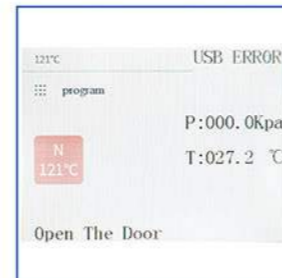 121℃ USB ERROR
program
P:000.0Kpa
N
121℃
T:027.2 ℃
Open The Door